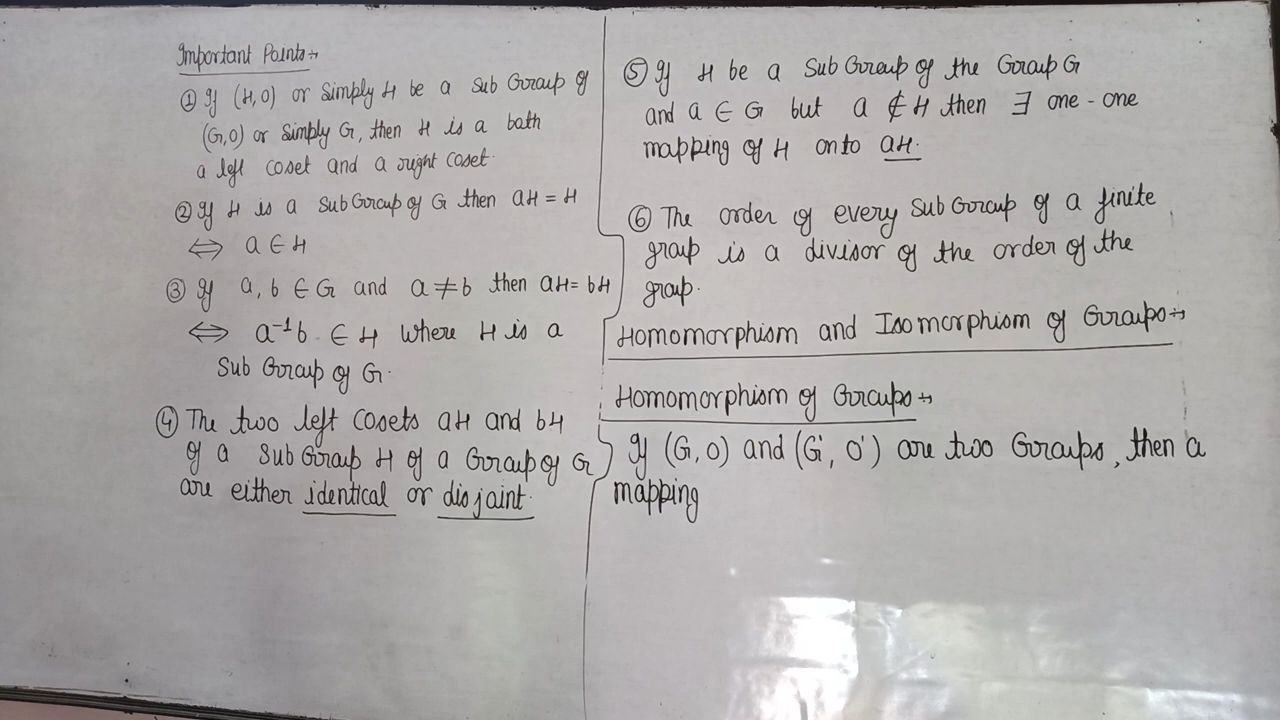 Important Points:→
① If (H,0) or Simply H be a Sub Group of
(G,0) or Simply G, then H is a bath
a left coset and a right Coset.
② If H is a Sub Group of G then aH = H
⟺ a ∈ H
③ If a, b ∈ G and a ≠ b then aH = bH
⟺ a⁻¹b ∈ H where H is a
Sub Group of G.
④ The two left Cosets aH and bH
of a Sub Group H of a Group of G
are either identical or disjoint.
⑤ If H be a Sub Group of the Group G
and a ∈ G but a ∉ H then ∃ one-one
mapping of H onto aH.
⑥ The order of every Sub Group of a finite
group is a divisor of the order of the
group.
Homomorphism and Isomorphism of Groups:→
Homomorphism of Groups:→
If (G,0) and (G', 0') are two Groups, then a
mapping